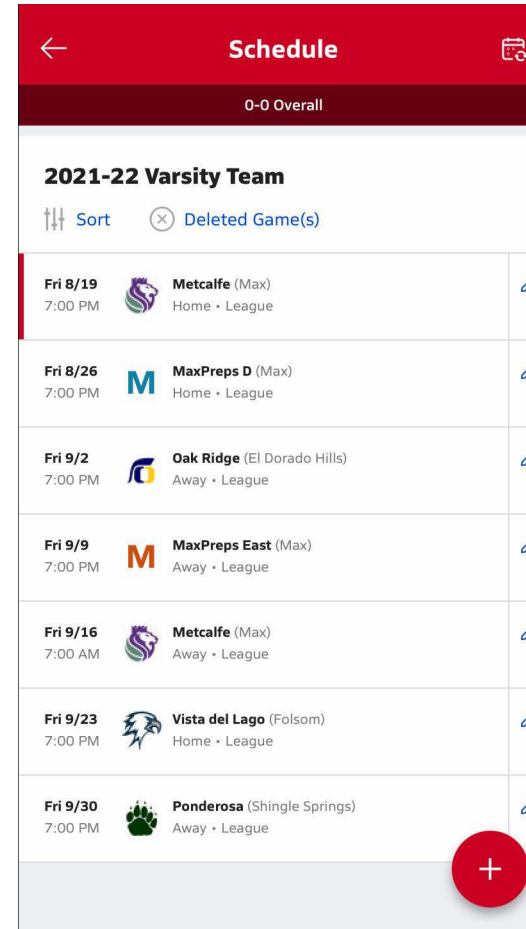 Schedule
0-0 Overall
2021-22 Varsity Team
Sort Deleted Game(s)
Fri 8/19 Metcalfe (Max)
7:00 PM Home • League
Fri 8/26 M MaxPreps D (Max)
7:00 PM Home • League
Fri 9/2 Oak Ridge (El Dorado Hills)
7:00 PM Away • League
Fri 9/9 M MaxPreps East (Max)
7:00 PM Away • League
Fri 9/16 Metcalfe (Max)
7:00 AM Away • League
Fri 9/23 Vista del Lago (Folsom)
7:00 PM Home • League
Fri 9/30 Ponderosa (Shingle Springs)
7:00 PM Away • League